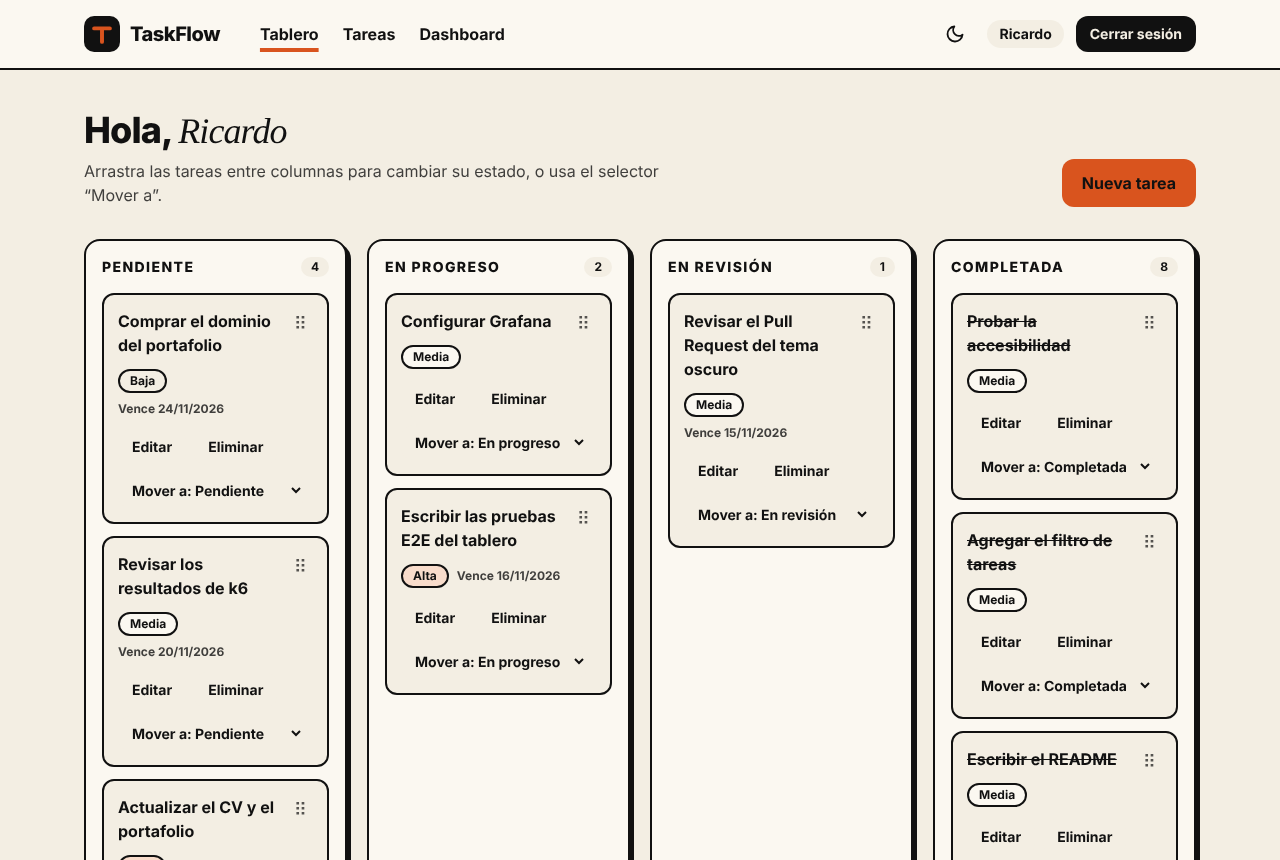 TaskFlow
Tablero
Tareas
Dashboard
Ricardo
Cerrar sesión
Hola, Ricardo
Arrastra las tareas entre columnas para cambiar su estado, o usa el selector
“Mover a”.
Nueva tarea
PENDIENTE
4
Comprar el dominio
del portafolio
Baja
Vence 24/11/2026
Editar
Eliminar
Mover a: Pendiente
Revisar los
resultados de k6
Media
Vence 20/11/2026
Editar
Eliminar
Mover a: Pendiente
Actualizar el CV y el
portafolio
EN PROGRESO
2
Configurar Grafana
Media
Editar
Eliminar
Mover a: En progreso
Escribir las pruebas
E2E del tablero
Alta
Vence 16/11/2026
Editar
Eliminar
Mover a: En progreso
EN REVISIÓN
1
Revisar el Pull
Request del tema
oscuro
Media
Vence 15/11/2026
Editar
Eliminar
Mover a: En revisión
COMPLETADA
8
Probar la
accesibilidad
Media
Editar
Eliminar
Mover a: Completada
Agregar el filtro de
tareas
Media
Editar
Eliminar
Mover a: Completada
Escribir el README
Media
Editar
Eliminar